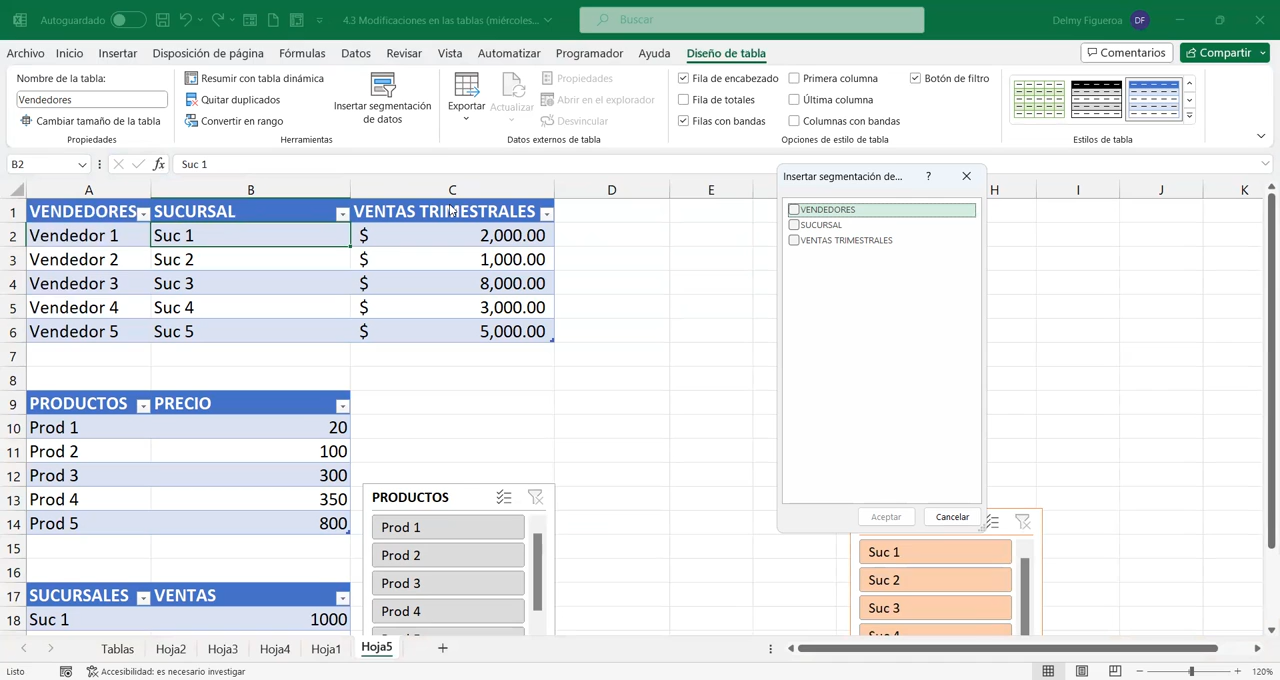 Autoguardado
4.3 Modificaciones en las tablas (miércoles...
Buscar
Delmy Figueroa DF
Archivo Inicio Insertar Disposición de página Fórmulas Datos Revisar Vista Automatizar Programador Ayuda Diseño de tabla Comentarios Compartir
Nombre de la tabla:
Vendedores
Cambiar tamaño de la tabla
Propiedades
Resumir con tabla dinámica
Quitar duplicados
Convertir en rango
Insertar segmentación
de datos
Herramientas
Exportar
Actualizar
Propiedades
Abrir en el explorador
Desvincular
Datos externos de tabla
Fila de encabezado Primera columna Botón de filtro
Fila de totales Última columna
Filas con bandas Columnas con bandas
Opciones de estilo de tabla
Estilos de tabla
B2 fx Suc 1
A B C D E H I J K
1 VENDEDORES SUCURSAL VENTAS TRIMESTRALES
2 Vendedor 1 Suc 1 $ 2,000.00
3 Vendedor 2 Suc 2 $ 1,000.00
4 Vendedor 3 Suc 3 $ 8,000.00
5 Vendedor 4 Suc 4 $ 3,000.00
6 Vendedor 5 Suc 5 $ 5,000.00
7
8
9 PRODUCTOS PRECIO
10 Prod 1 20
11 Prod 2 100
12 Prod 3 300
13 Prod 4 350
14 Prod 5 800
15
16
17 SUCURSALES VENTAS
18 Suc 1 1000
PRODUCTOS
Prod 1
Prod 2
Prod 3
Prod 4
Insertar segmentación de... ?
VENDEDORES
SUCURSAL
VENTAS TRIMESTRALES
Aceptar Cancelar
Suc 1
Suc 2
Suc 3
Suc 4
Tablas Hoja2 Hoja3 Hoja4 Hoja1 Hoja5
Listo Accesibilidad: es necesario investigar 120%